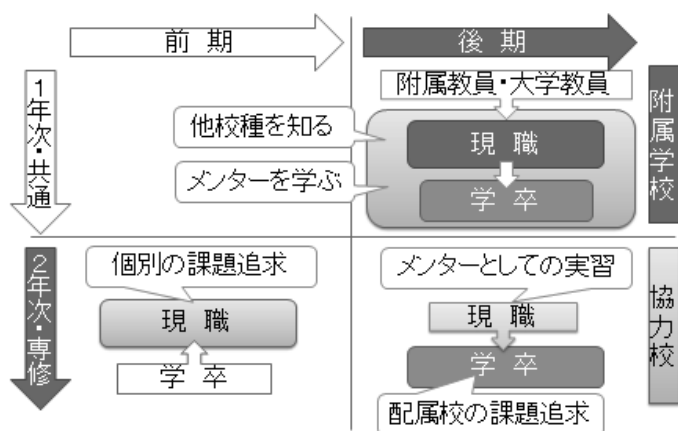 前 期
後 期
1年次・共通
附属教員・大学教員
他校種を知る
現 職
メンターを学ぶ
学 卒
附属学校
2年次・専修
個別の課題追求
現 職
学 卒
メンターとしての実習
現 職
学 卒
配属校の課題追求
協力校